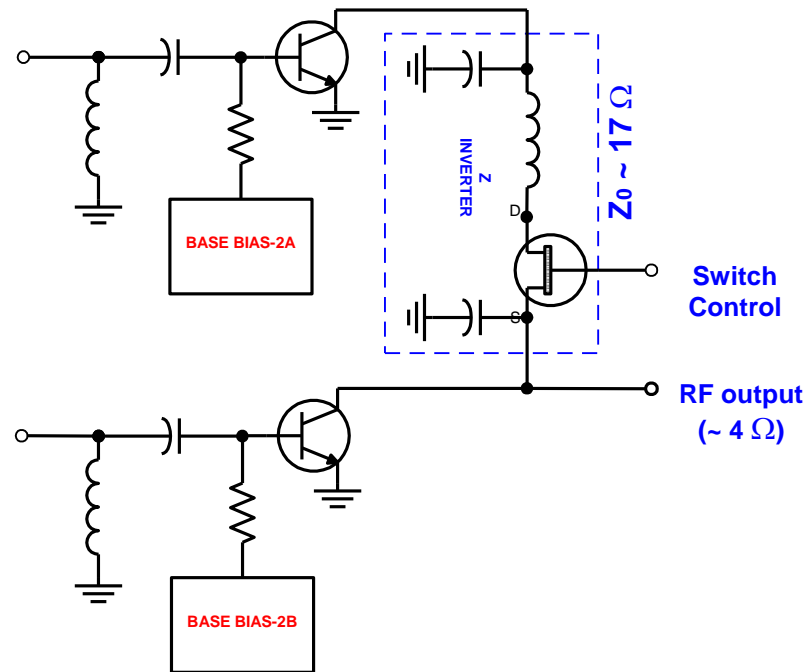 Z
INVERTER
Z0 ~ 17 Ω
D
BASE BIAS-2A
Switch
Control
S
RF output
(~ 4 Ω)
BASE BIAS-2B